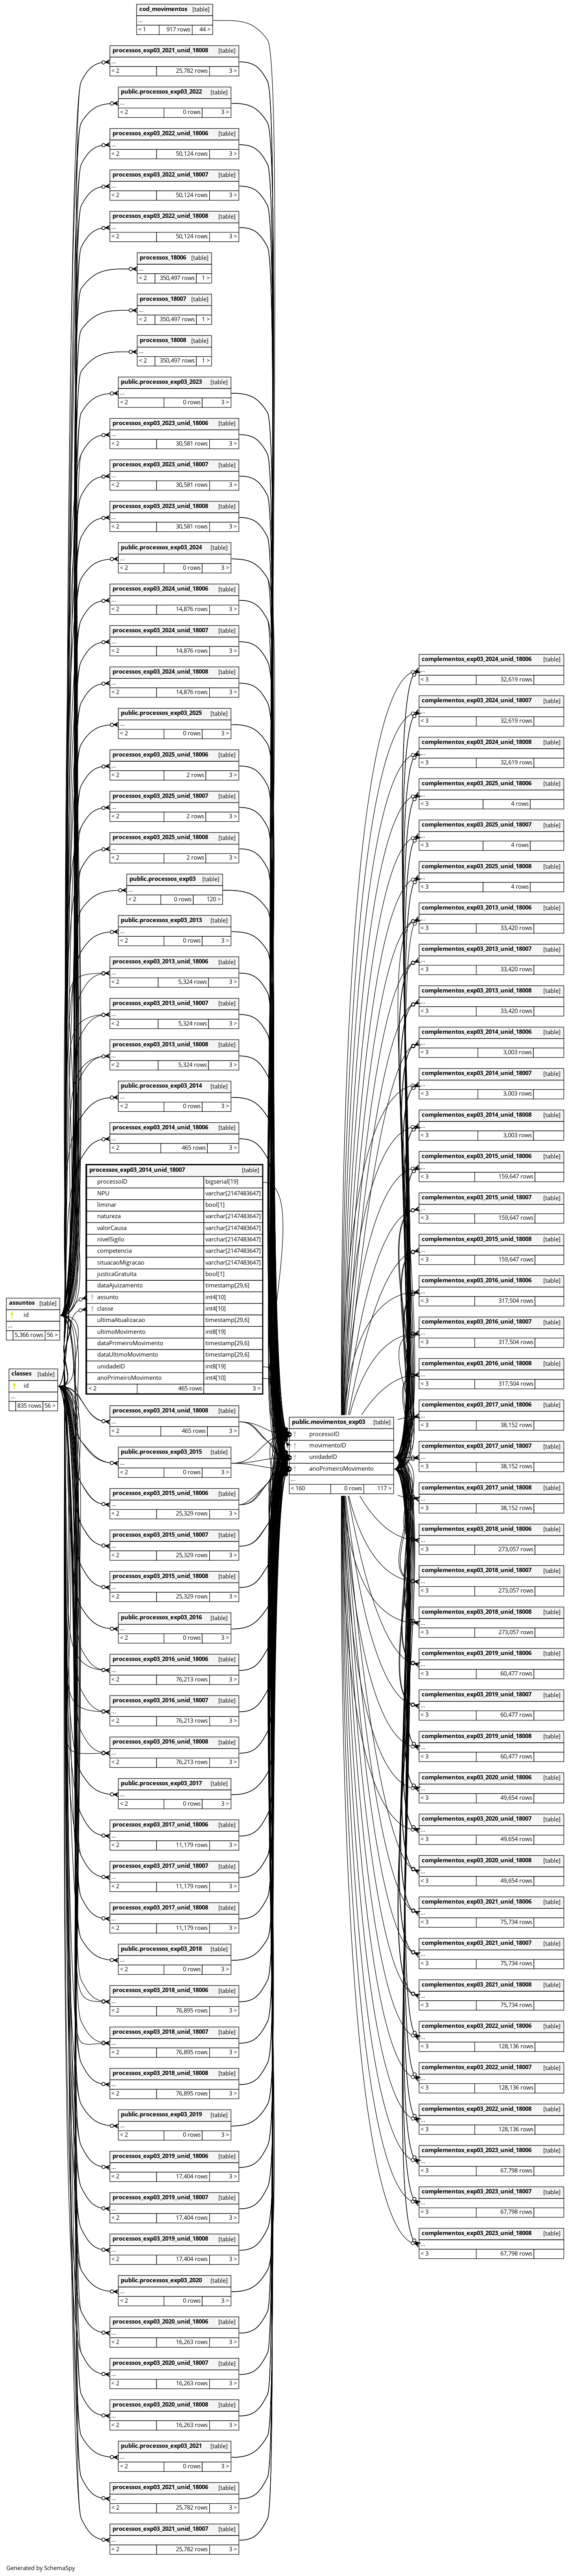 cod_movimentos [table]
...
< 1 917 rows 44 >
processos_exp03_2021_unid_18008 [table]
...
< 2 25,782 rows 3 >
public.processos_exp03_2022 [table]
...
< 2 0 rows 3 >
processos_exp03_2022_unid_18006 [table]
...
< 2 50,124 rows 3 >
processos_exp03_2022_unid_18007 [table]
...
< 2 50,124 rows 3 >
processos_exp03_2022_unid_18008 [table]
...
< 2 50,124 rows 3 >
processos_18006 [table]
...
< 2 350,497 rows 1 >
processos_18007 [table]
...
< 2 350,497 rows 1 >
processos_18008 [table]
...
< 2 350,497 rows 1 >
public.processos_exp03_2023 [table]
...
< 2 0 rows 3 >
processos_exp03_2023_unid_18006 [table]
...
< 2 30,581 rows 3 >
processos_exp03_2023_unid_18007 [table]
...
< 2 30,581 rows 3 >
processos_exp03_2023_unid_18008 [table]
...
< 2 30,581 rows 3 >
public.processos_exp03_2024 [table]
...
< 2 0 rows 3 >
processos_exp03_2024_unid_18006 [table]
...
< 2 14,876 rows 3 >
processos_exp03_2024_unid_18007 [table]
...
< 2 14,876 rows 3 >
processos_exp03_2024_unid_18008 [table]
...
< 2 14,876 rows 3 >
public.processos_exp03_2025 [table]
...
< 2 0 rows 3 >
processos_exp03_2025_unid_18006 [table]
...
< 2 2 rows 3 >
processos_exp03_2025_unid_18007 [table]
...
< 2 2 rows 3 >
processos_exp03_2025_unid_18008 [table]
...
< 2 2 rows 3 >
public.processos_exp03 [table]
...
< 2 0 rows 120 >
public.processos_exp03_2013 [table]
...
< 2 0 rows 3 >
processos_exp03_2013_unid_18006 [table]
...
< 2 5,324 rows 3 >
processos_exp03_2013_unid_18007 [table]
...
< 2 5,324 rows 3 >
processos_exp03_2013_unid_18008 [table]
...
< 2 5,324 rows 3 >
public.processos_exp03_2014 [table]
...
< 2 0 rows 3 >
processos_exp03_2014_unid_18006 [table]
...
< 2 465 rows 3 >
processos_exp03_2014_unid_18007 [table]
processoID bigserial[19]
NPU varchar[2147483647]
liminar bool[1]
natureza varchar[2147483647]
valorCausa varchar[2147483647]
nivelSigilo varchar[2147483647]
competencia varchar[2147483647]
situacaoMigracao varchar[2147483647]
justicaGratuita bool[1]
dataAjuizamento timestamp[29,6]
assunto int4[10]
classe int4[10]
ultimaAtualizacao timestamp[29,6]
ultimoMovimento int8[19]
dataPrimeiroMovimento timestamp[29,6]
dataUltimoMovimento timestamp[29,6]
unidadeID int8[19]
anoPrimeiroMovimento int4[10]
< 2 465 rows 3 >
assuntos [table]
id
...
5,366 rows 56 >
classes [table]
id
...
835 rows 56 >
processos_exp03_2014_unid_18008 [table]
...
< 2 465 rows 3 >
public.processos_exp03_2015 [table]
...
< 2 0 rows 3 >
processos_exp03_2015_unid_18006 [table]
...
< 2 25,329 rows 3 >
processos_exp03_2015_unid_18007 [table]
...
< 2 25,329 rows 3 >
processos_exp03_2015_unid_18008 [table]
...
< 2 25,329 rows 3 >
public.processos_exp03_2016 [table]
...
< 2 0 rows 3 >
processos_exp03_2016_unid_18006 [table]
...
< 2 76,213 rows 3 >
processos_exp03_2016_unid_18007 [table]
...
< 2 76,213 rows 3 >
processos_exp03_2016_unid_18008 [table]
...
< 2 76,213 rows 3 >
public.processos_exp03_2017 [table]
...
< 2 0 rows 3 >
processos_exp03_2017_unid_18006 [table]
...
< 2 11,179 rows 3 >
processos_exp03_2017_unid_18007 [table]
...
< 2 11,179 rows 3 >
processos_exp03_2017_unid_18008 [table]
...
< 2 11,179 rows 3 >
public.processos_exp03_2018 [table]
...
< 2 0 rows 3 >
processos_exp03_2018_unid_18006 [table]
...
< 2 76,895 rows 3 >
processos_exp03_2018_unid_18007 [table]
...
< 2 76,895 rows 3 >
processos_exp03_2018_unid_18008 [table]
...
< 2 76,895 rows 3 >
public.processos_exp03_2019 [table]
...
< 2 0 rows 3 >
processos_exp03_2019_unid_18006 [table]
...
< 2 17,404 rows 3 >
processos_exp03_2019_unid_18007 [table]
...
< 2 17,404 rows 3 >
processos_exp03_2019_unid_18008 [table]
...
< 2 17,404 rows 3 >
public.processos_exp03_2020 [table]
...
< 2 0 rows 3 >
processos_exp03_2020_unid_18006 [table]
...
< 2 16,263 rows 3 >
processos_exp03_2020_unid_18007 [table]
...
< 2 16,263 rows 3 >
processos_exp03_2020_unid_18008 [table]
...
< 2 16,263 rows 3 >
public.processos_exp03_2021 [table]
...
< 2 0 rows 3 >
processos_exp03_2021_unid_18006 [table]
...
< 2 25,782 rows 3 >
processos_exp03_2021_unid_18007 [table]
...
< 2 25,782 rows 3 >
public.movimentos_exp03 [table]
processoID
movimentoID
unidadeID
anoPrimeiroMovimento
...
< 160 0 rows 117 >
complementos_exp03_2024_unid_18006 [table]
...
< 3 32,619 rows
complementos_exp03_2024_unid_18007 [table]
...
< 3 32,619 rows
complementos_exp03_2024_unid_18008 [table]
...
< 3 32,619 rows
complementos_exp03_2025_unid_18006 [table]
...
< 3 4 rows
complementos_exp03_2025_unid_18007 [table]
...
< 3 4 rows
complementos_exp03_2025_unid_18008 [table]
...
< 3 4 rows
complementos_exp03_2013_unid_18006 [table]
...
< 3 33,420 rows
complementos_exp03_2013_unid_18007 [table]
...
< 3 33,420 rows
complementos_exp03_2013_unid_18008 [table]
...
< 3 33,420 rows
complementos_exp03_2014_unid_18006 [table]
...
< 3 3,003 rows
complementos_exp03_2014_unid_18007 [table]
...
< 3 3,003 rows
complementos_exp03_2014_unid_18008 [table]
...
< 3 3,003 rows
complementos_exp03_2015_unid_18006 [table]
...
< 3 159,647 rows
complementos_exp03_2015_unid_18007 [table]
...
< 3 159,647 rows
complementos_exp03_2015_unid_18008 [table]
...
< 3 159,647 rows
complementos_exp03_2016_unid_18006 [table]
...
< 3 317,504 rows
complementos_exp03_2016_unid_18007 [table]
...
< 3 317,504 rows
complementos_exp03_2016_unid_18008 [table]
...
< 3 317,504 rows
complementos_exp03_2017_unid_18006 [table]
...
< 3 38,152 rows
complementos_exp03_2017_unid_18007 [table]
...
< 3 38,152 rows
complementos_exp03_2017_unid_18008 [table]
...
< 3 38,152 rows
complementos_exp03_2018_unid_18006 [table]
...
< 3 273,057 rows
complementos_exp03_2018_unid_18007 [table]
...
< 3 273,057 rows
complementos_exp03_2018_unid_18008 [table]
...
< 3 273,057 rows
complementos_exp03_2019_unid_18006 [table]
...
< 3 60,477 rows
complementos_exp03_2019_unid_18007 [table]
...
< 3 60,477 rows
complementos_exp03_2019_unid_18008 [table]
...
< 3 60,477 rows
complementos_exp03_2020_unid_18006 [table]
...
< 3 49,654 rows
complementos_exp03_2020_unid_18007 [table]
...
< 3 49,654 rows
complementos_exp03_2020_unid_18008 [table]
...
< 3 49,654 rows
complementos_exp03_2021_unid_18006 [table]
...
< 3 75,734 rows
complementos_exp03_2021_unid_18007 [table]
...
< 3 75,734 rows
complementos_exp03_2021_unid_18008 [table]
...
< 3 75,734 rows
complementos_exp03_2022_unid_18006 [table]
...
< 3 128,136 rows
complementos_exp03_2022_unid_18007 [table]
...
< 3 128,136 rows
complementos_exp03_2022_unid_18008 [table]
...
< 3 128,136 rows
complementos_exp03_2023_unid_18006 [table]
...
< 3 67,798 rows
complementos_exp03_2023_unid_18007 [table]
...
< 3 67,798 rows
complementos_exp03_2023_unid_18008 [table]
...
< 3 67,798 rows
Generated by SchemaSpy